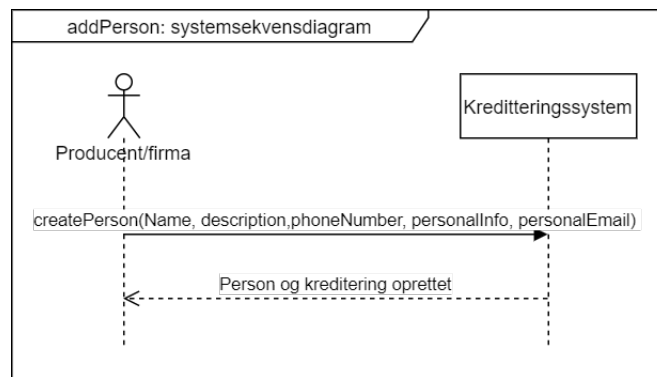 addPerson: systemsekvensdiagram
Producent/firma
Kreditteringssystem
createPerson(Name, description,phoneNumber, personalInfo, personalEmail)
Person og kreditering oprettet